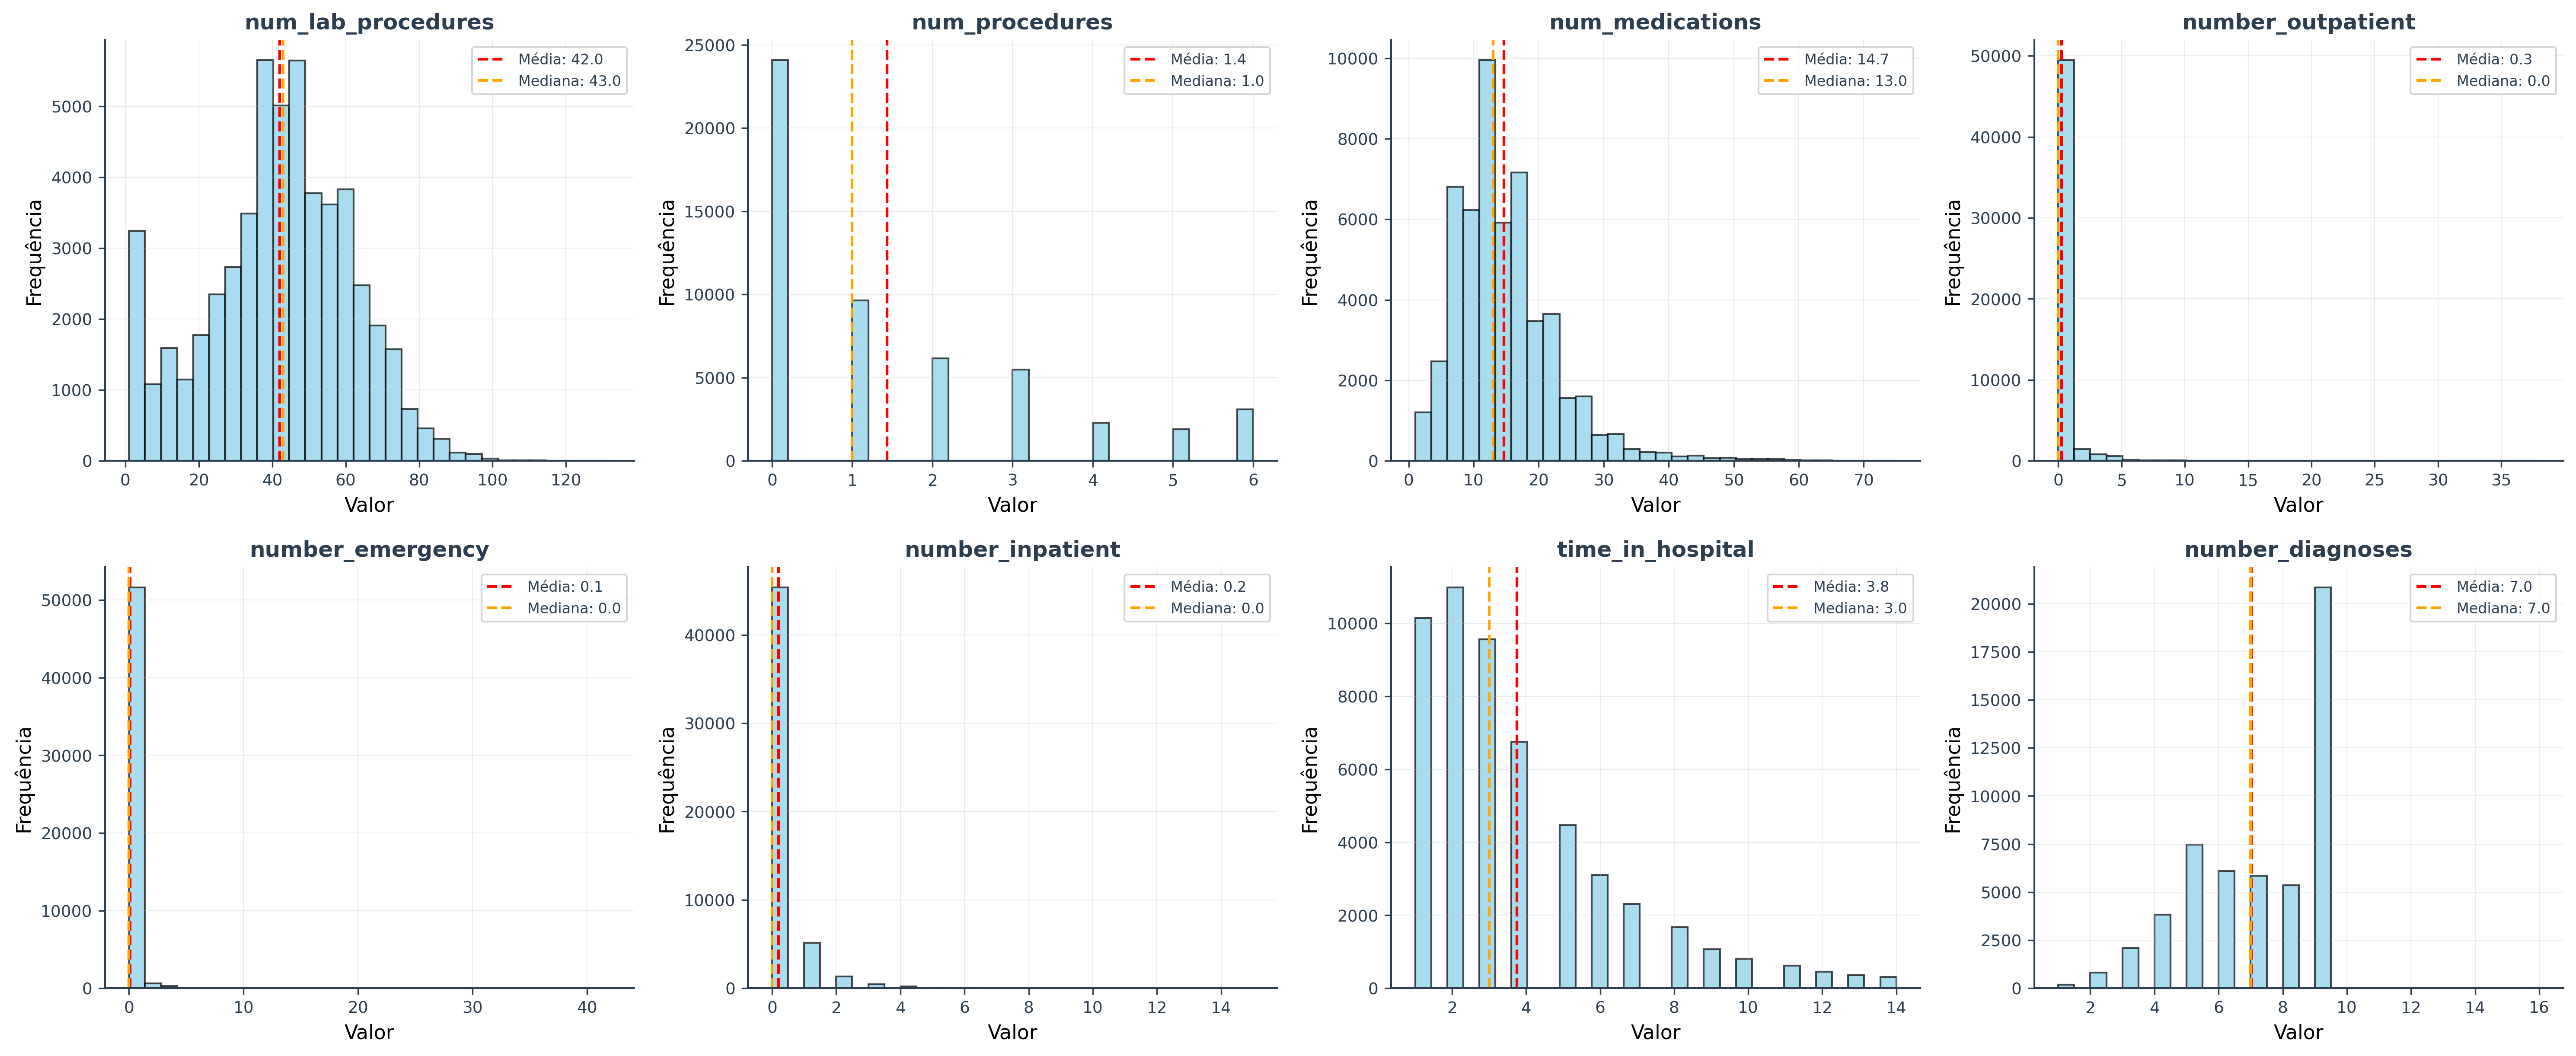 num_lab_procedures
Média: 42.0
Mediana: 43.0
Frequência
5000
4000
3000
2000
1000
0
0 20 40 60 80 100 120
Valor
num_procedures
Média: 1.4
Mediana: 1.0
Frequência
25000
20000
15000
10000
5000
0
0 1 2 3 4 5 6
Valor
num_medications
Média: 14.7
Mediana: 13.0
Frequência
10000
8000
6000
4000
2000
0
0 10 20 30 40 50 60 70
Valor
number_outpatient
Média: 0.3
Mediana: 0.0
Frequência
50000
40000
30000
20000
10000
0
0 5 10 15 20 25 30 35
Valor
number_emergency
Média: 0.1
Mediana: 0.0
Frequência
50000
40000
30000
20000
10000
0
0 10 20 30 40
Valor
number_inpatient
Média: 0.2
Mediana: 0.0
Frequência
40000
30000
20000
10000
0
0 2 4 6 8 10 12 14
Valor
time_in_hospital
Média: 3.8
Mediana: 3.0
Frequência
10000
8000
6000
4000
2000
0
2 4 6 8 10 12 14
Valor
number_diagnoses
Média: 7.0
Mediana: 7.0
Frequência
20000
17500
15000
12500
10000
7500
5000
2500
0
2 4 6 8 10 12 14 16
Valor